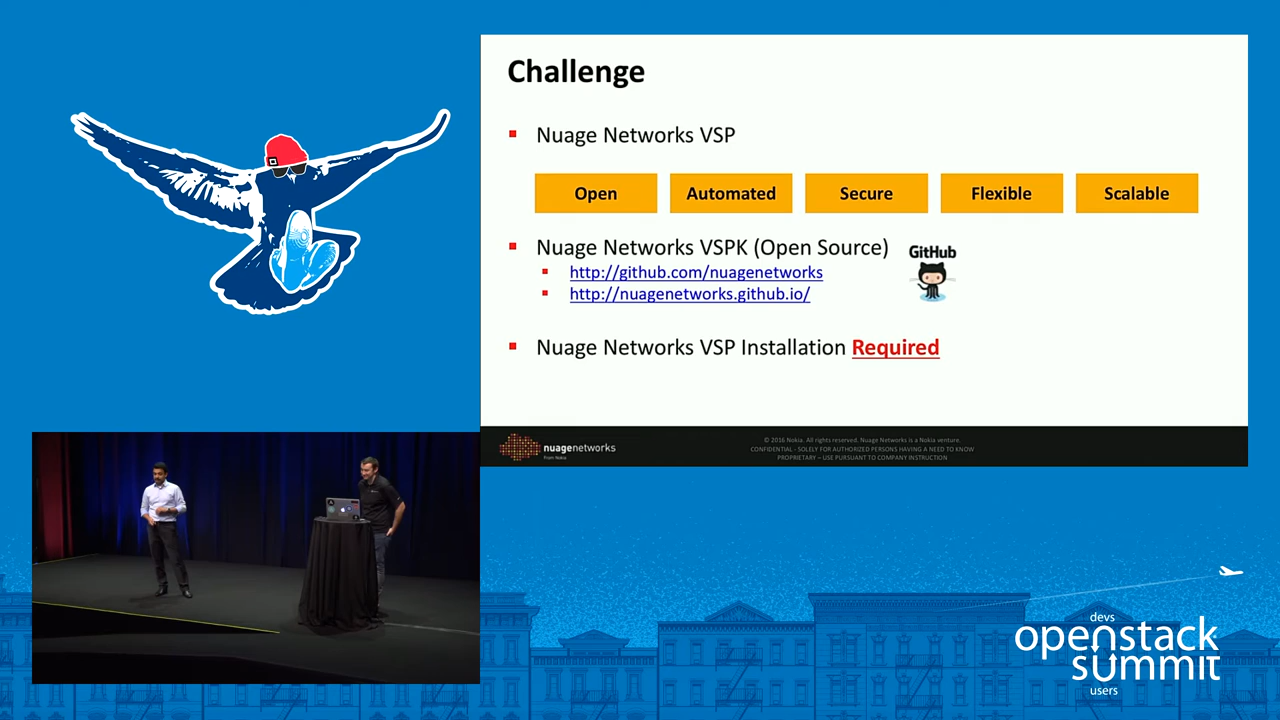 Challenge
Nuage Networks VSP
Open
Automated
Secure
Flexible
Scalable
Nuage Networks VSPK (Open Source)
GitHub
http://github.com/nuagenetworks
http://nuagenetworks.github.io/
Nuage Networks VSP Installation Required
nuagenetworks
From Nokia
© 2016 Nokia. All rights reserved. Nuage Networks is a Nokia venture.
CONFIDENTIAL - SOLELY FOR AUTHORIZED PERSONS HAVING A NEED TO KNOW
PROPRIETARY – USE PURSUANT TO COMPANY INSTRUCTION
devs
openstack
summit
users